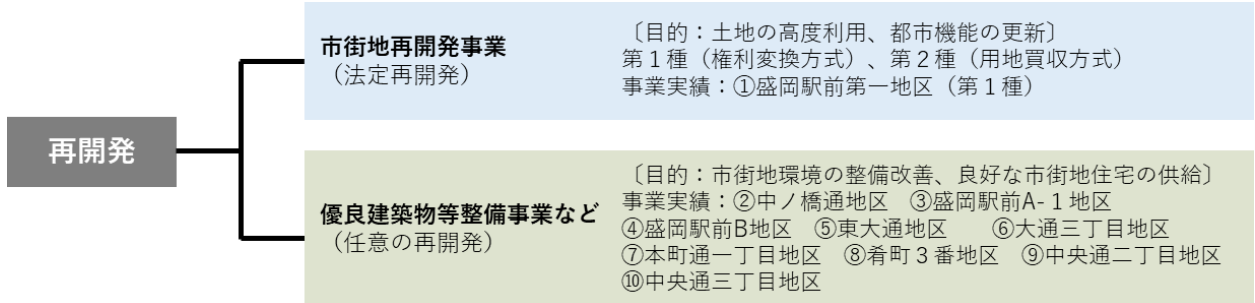 再開発
市街地再開発事業
（法定再開発）
〔目的：土地の高度利用、都市機能の更新〕
第１種（権利変換方式）、第２種（用地買収方式）
事業実績：①盛岡駅前第一地区（第１種）
優良建築物等整備事業など
（任意の再開発）
〔目的：市街地環境の整備改善、良好な市街地住宅の供給〕
事業実績：②中ノ橋通地区　③盛岡駅前A-１地区
④盛岡駅前B地区　⑤東大通地区　　⑥大通三丁目地区
⑦本町通一丁目地区　⑧肴町３番地区　⑨中央通二丁目地区
⑩中央通三丁目地区